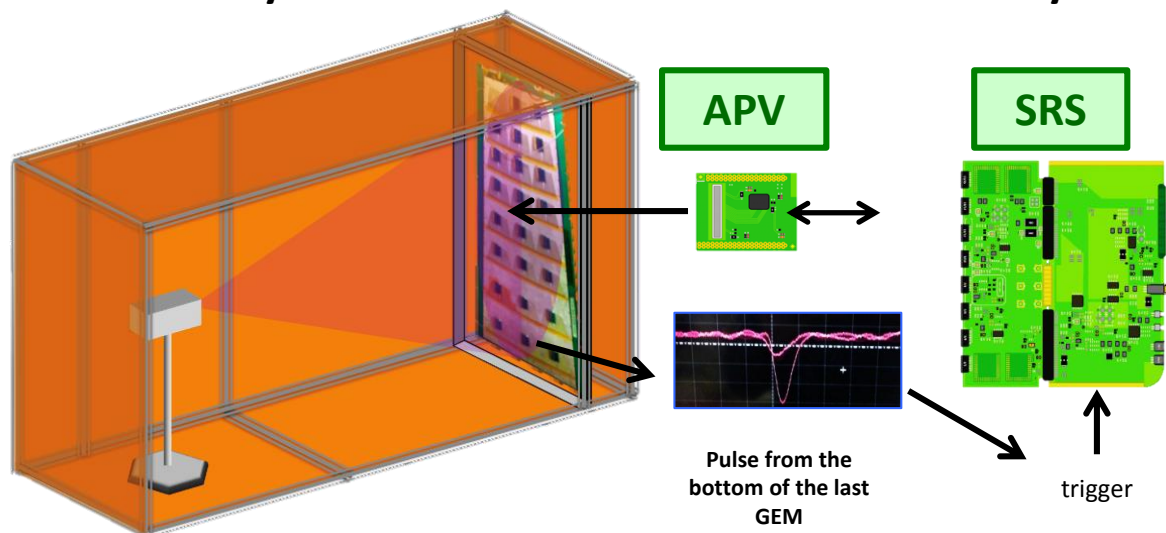 APV
SRS
Pulse from the
bottom of the last
GEM
trigger